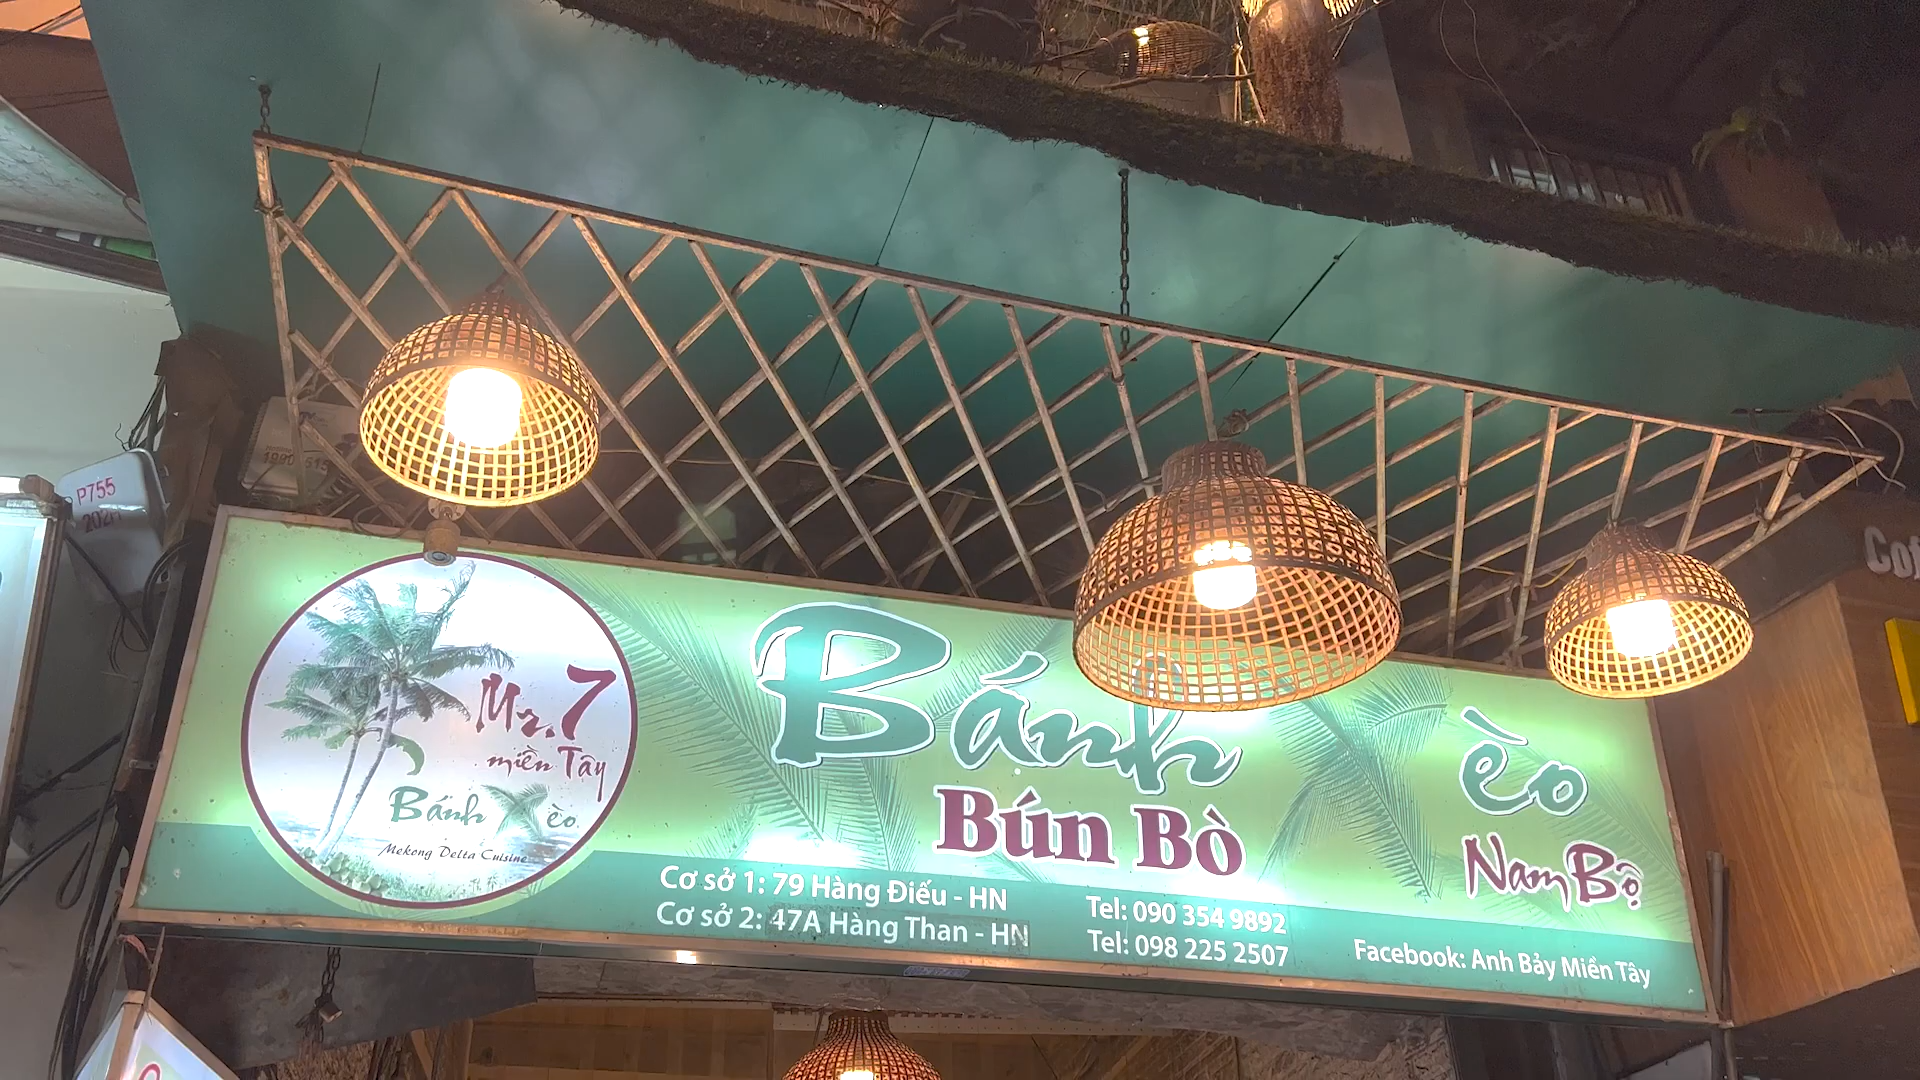 P755
202
Mr.7
miền Tây
Bánh èo
Mekong Delta Cuisine
Bánh èo
Bún Bò
Nam Bộ
Cơ sở 1: 79 Hàng Điếu - HN
Cơ sở 2: 47A Hàng Than - HN
Tel: 090 354 9892
Tel: 098 225 2507
Facebook: Anh Bảy Miền Tây
Cof